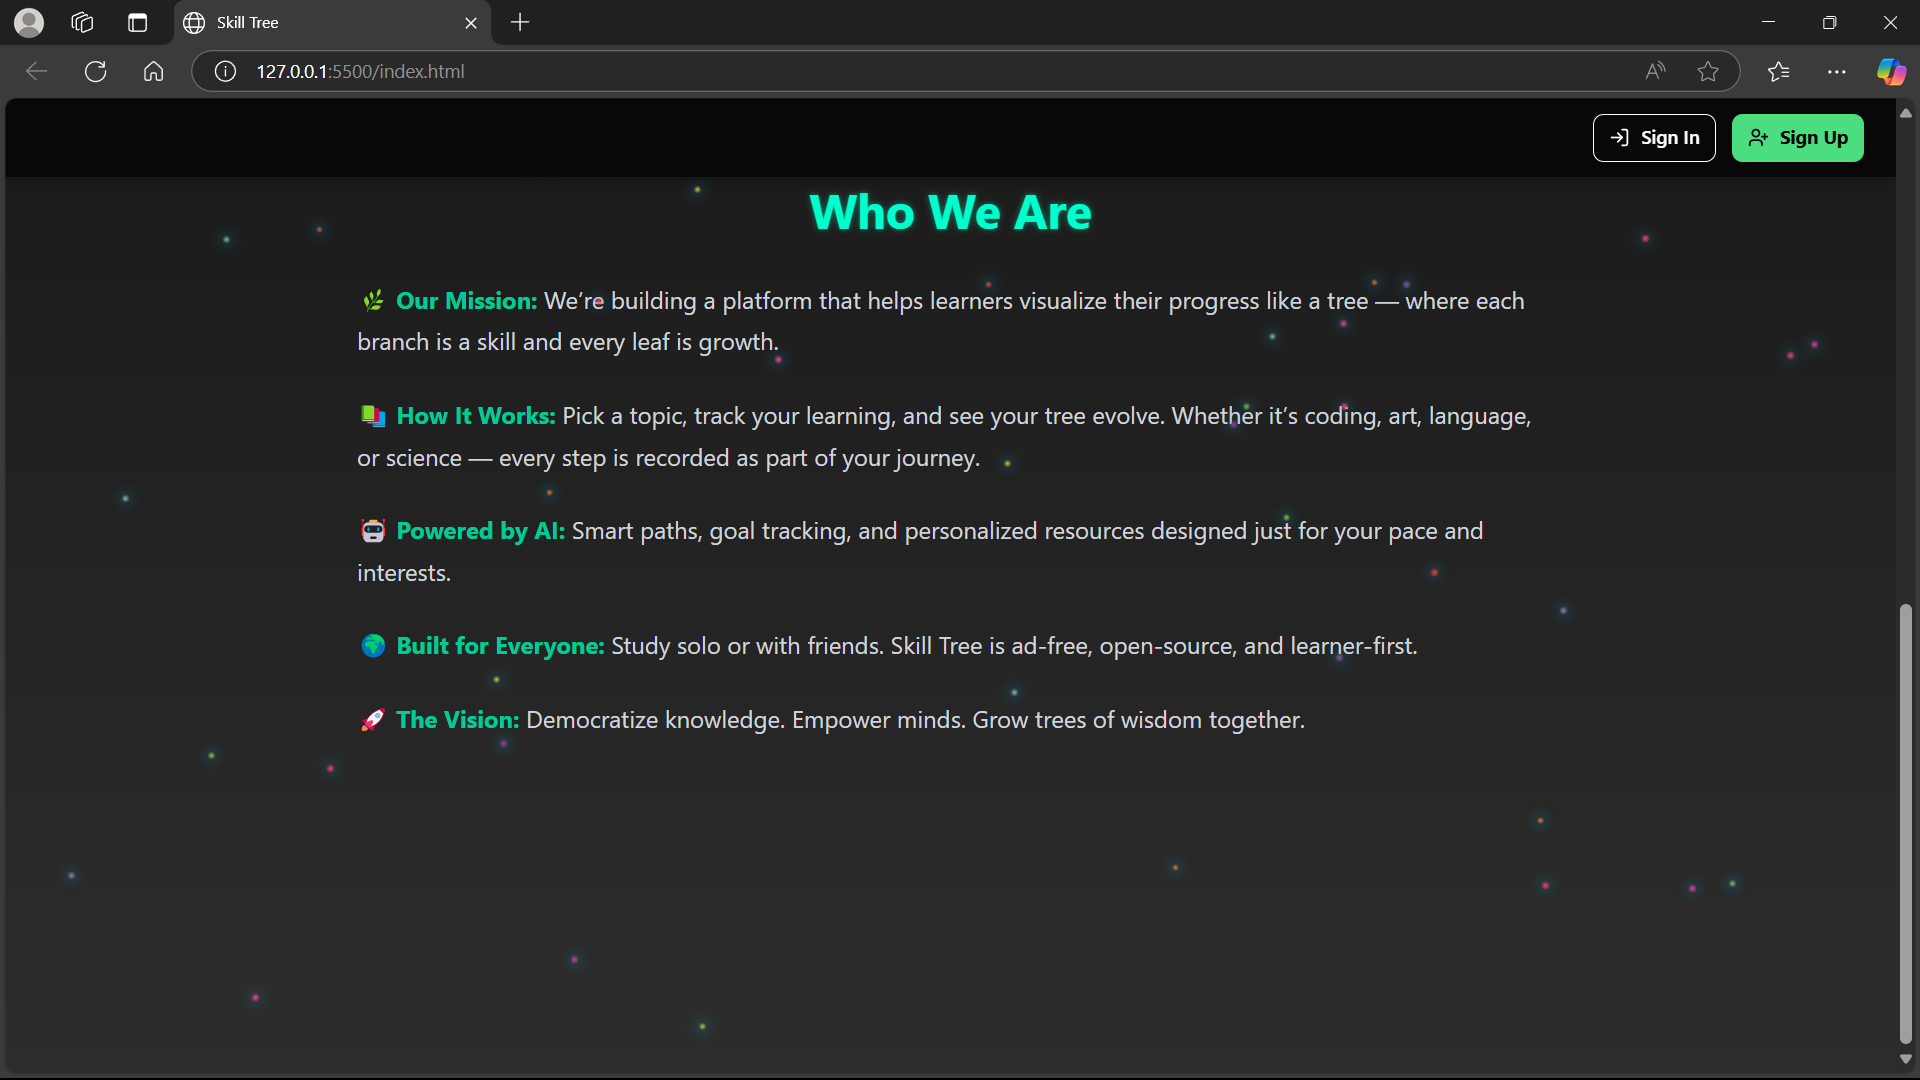 Skill Tree
127.0.0.1:5500/index.html
Sign In
Sign Up
Who We Are
🌿 Our Mission: We’re building a platform that helps learners visualize their progress like a tree — where each
branch is a skill and every leaf is growth.
📚 How It Works: Pick a topic, track your learning, and see your tree evolve. Whether it’s coding, art, language,
or science — every step is recorded as part of your journey.
🤖 Powered by AI: Smart paths, goal tracking, and personalized resources designed just for your pace and
interests.
🌍 Built for Everyone: Study solo or with friends. Skill Tree is ad-free, open-source, and learner-first.
🚀 The Vision: Democratize knowledge. Empower minds. Grow trees of wisdom together.